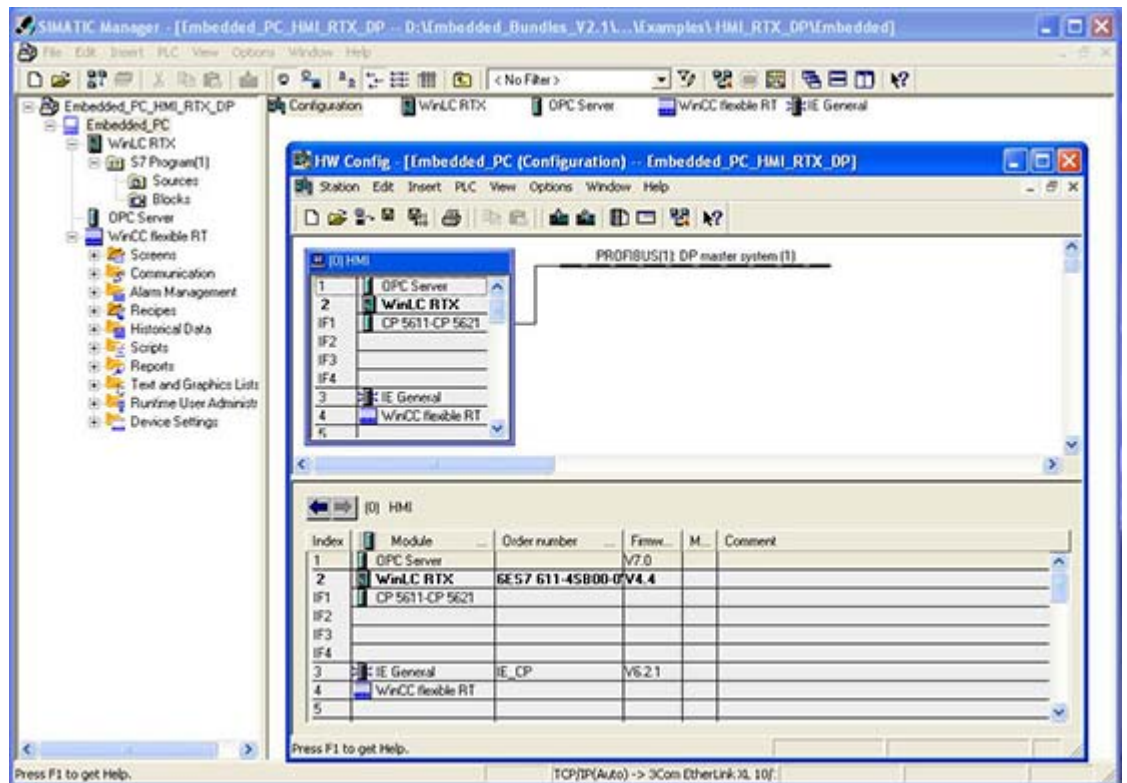 SIMATIC Manager - [Embedded_PC_HMI_RTX_DP -- D:\Embedded_Bundles_V2.1\...\Examples\HMI_RTX_DP\Embedded]
File Edit Insert PLC View Options Window Help
< No Filter >
Embedded_PC_HMI_RTX_DP
Embedded_PC
WinLC RTX
S7 Program(1)
Sources
Blocks
OPC Server
WinCC flexible RT
Screens
Communication
Alarm Management
Recipes
Historical Data
Scripts
Reports
Text and Graphics Lists
Runtime User Administr
Device Settings
Configuration WinLC RTX OPC Server WinCC flexible RT IE General
HW Config - [Embedded_PC (Configuration) -- Embedded_PC_HMI_RTX_DP]
Station Edit Insert PLC View Options Window Help
(0) HMI
1 OPC Server
2 WinLC RTX
IF1 CP 5611-CP 5621
IF2
IF3
IF4
3 IE General
4 WinCC flexible RT
5
PROFIBUS(1): DP master system (1)
(0) HMI
Index Module ... Order number ... Firmw... M... Comment
1 OPC Server V7.0
2 WinLC RTX 6ES7 611-4SB00-0 V4.4
IF1 CP 5611-CP 5621
IF2
IF3
IF4
3 IE General IE_CP V6.2.1
4 WinCC flexible RT
5
Press F1 to get Help.
Press F1 to get Help. TCP/IP(Auto) -> 3Com EtherLink XL 10/: